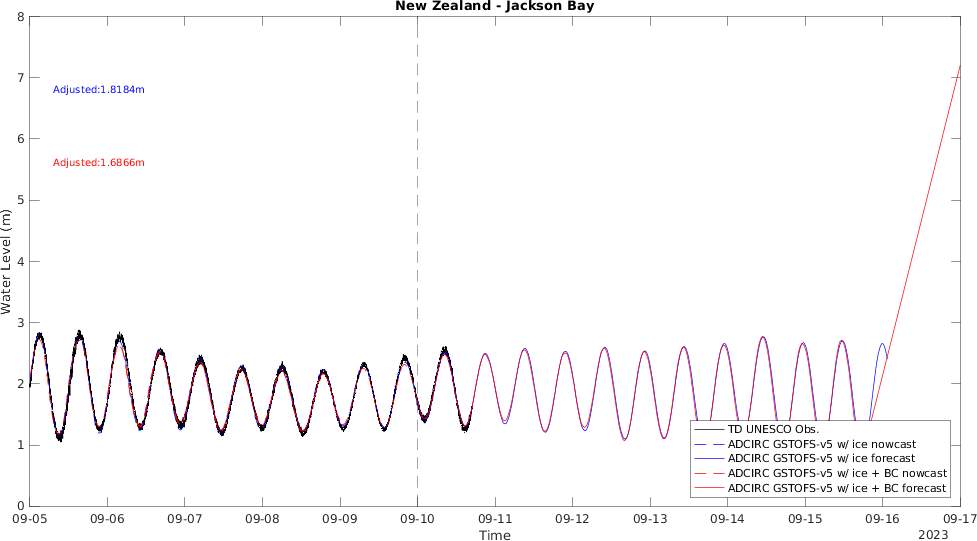 New Zealand - Jackson Bay
8
7
6
5
4
3
2
1
0
Water Level (m)
Adjusted:1.8184m
Adjusted:1.6866m
TD UNESCO Obs.
ADCIRC GSTOFS-v5 w/ ice nowcast
ADCIRC GSTOFS-v5 w/ ice forecast
ADCIRC GSTOFS-v5 w/ ice + BC nowcast
ADCIRC GSTOFS-v5 w/ ice + BC forecast
09-05 09-06 09-07 09-08 09-09 09-10 09-11 09-12 09-13 09-14 09-15 09-16 09-17
Time
2023